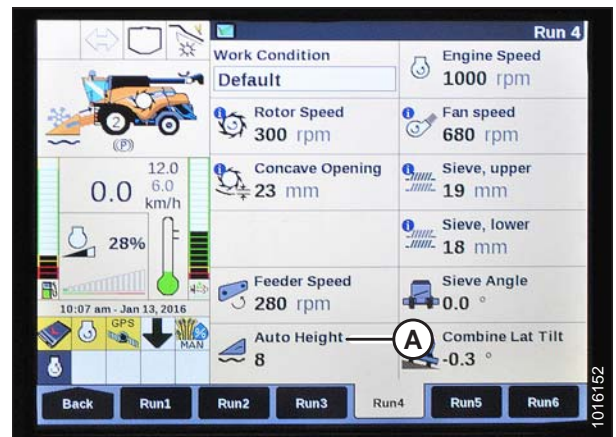 Run 4
Work Condition
Default
Engine Speed
1000 rpm
Rotor Speed
300 rpm
Fan speed
680 rpm
Concave Opening
23 mm
Sieve, upper
19 mm
Sieve, lower
18 mm
Feeder Speed
280 rpm
Sieve Angle
0.0 °
Auto Height
A
8
Combine Lat Tilt
-0.3 °
2
(P)
12.0
0.0
6.0
km/h
28%
10:07 am - Jan 13, 2016
GPS
%
MAN
Back
Run1
Run2
Run3
Run4
Run5
Run6
1016152